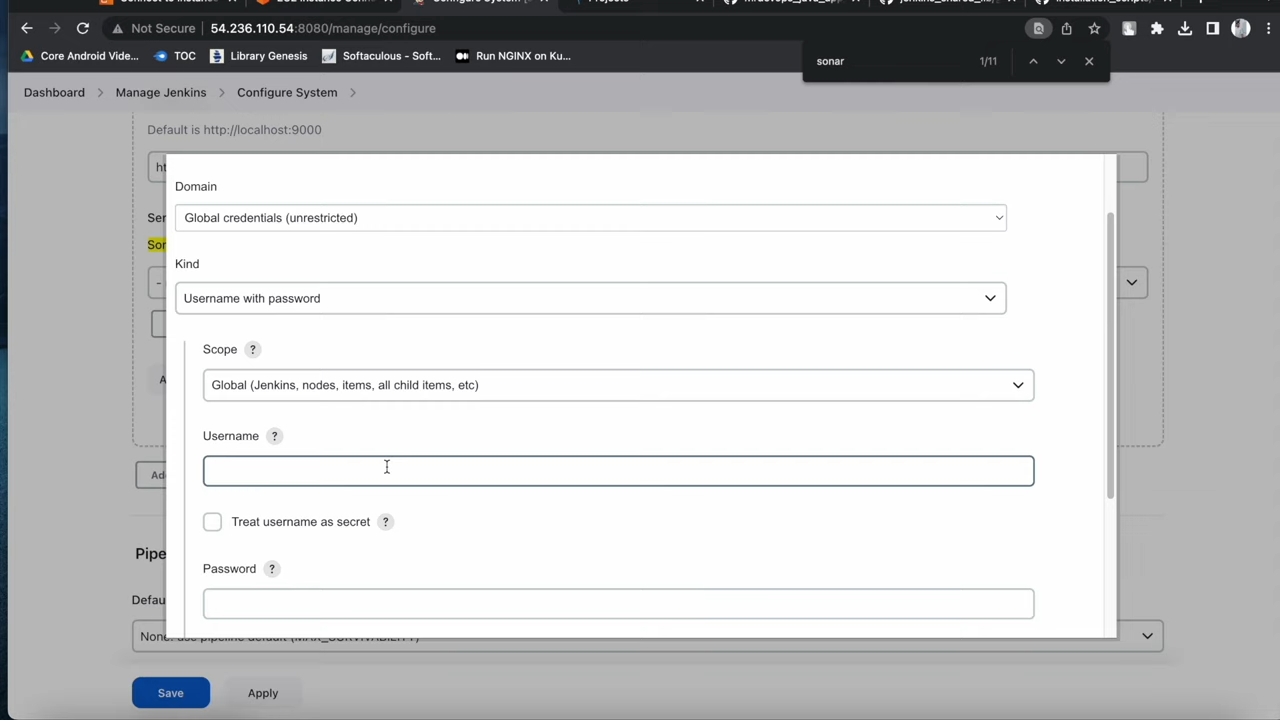 Not Secure 54.236.110.54:8080/manage/configure
Core Android Vide... TOC Library Genesis Softaculous - Soft... Run NGINX on Ku...
sonar 1/11
Dashboard Manage Jenkins Configure System
Default is http://localhost:9000
Domain
Global credentials (unrestricted)
Kind
Username with password
Scope ?
Global (Jenkins, nodes, items, all child items, etc)
Username ?
Treat username as secret ?
Password ?
Pipe
Defau
None: use pipeline default (MAX_SURVIVABILITY)
Save Apply